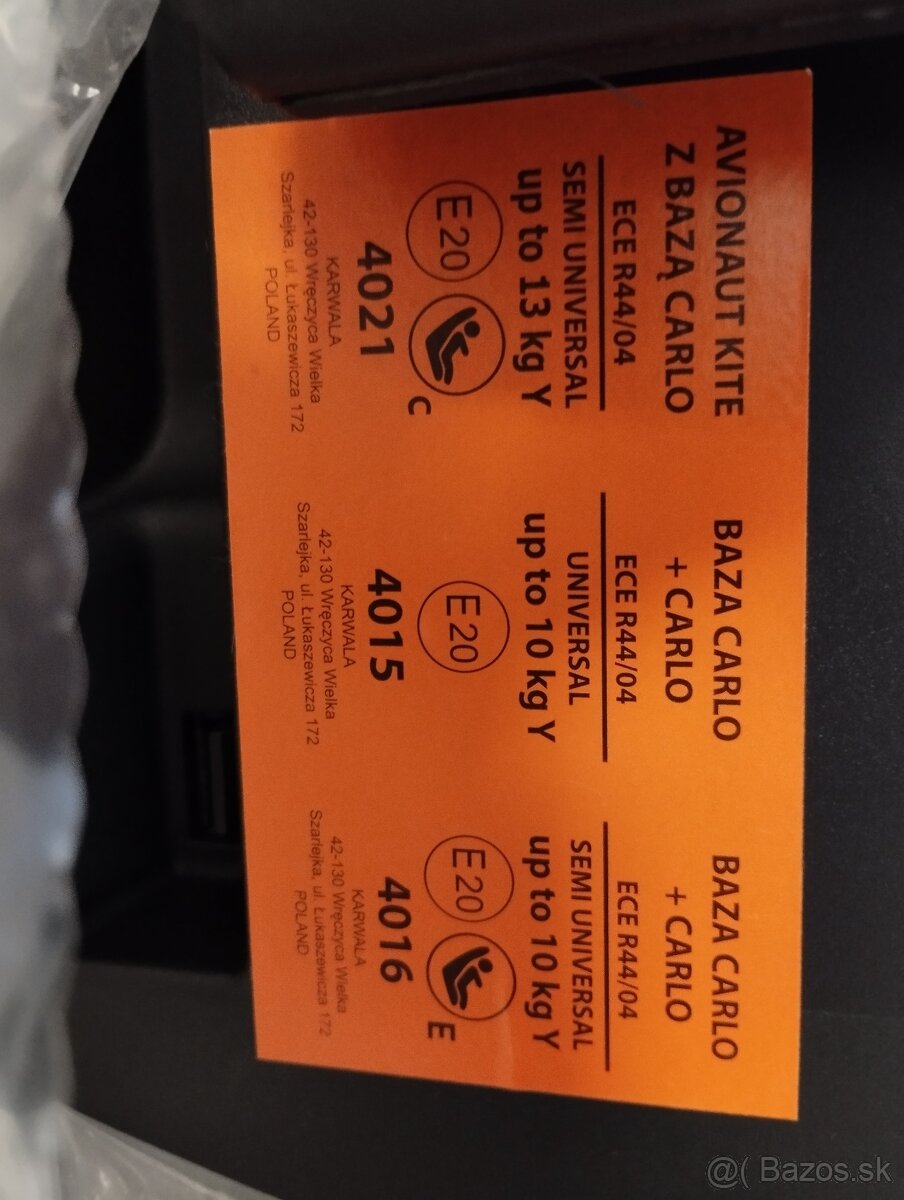 AVIONAUT KITE
Z BAZĄ CARLO
ECE R44/04
SEMI UNIVERSAL
up to 13 kg Y
E 20
C
4021
KARWALA
42-130 Wręczyca Wielka
Szarlejka, ul. Łukaszewicza 172
POLAND
BAZA CARLO
+ CARLO
ECE R44/04
UNIVERSAL
up to 10 kg Y
E 20
4015
KARWALA
42-130 Wręczyca Wielka
Szarlejka, ul. Łukaszewicza 172
POLAND
BAZA CARLO
+ CARLO
ECE R44/04
SEMI UNIVERSAL
up to 10 kg Y
E 20
E
4016
KARWALA
42-130 Wręczyca Wielka
Szarlejka, ul. Łukaszewicza 172
POLAND
@( Bazos.sk